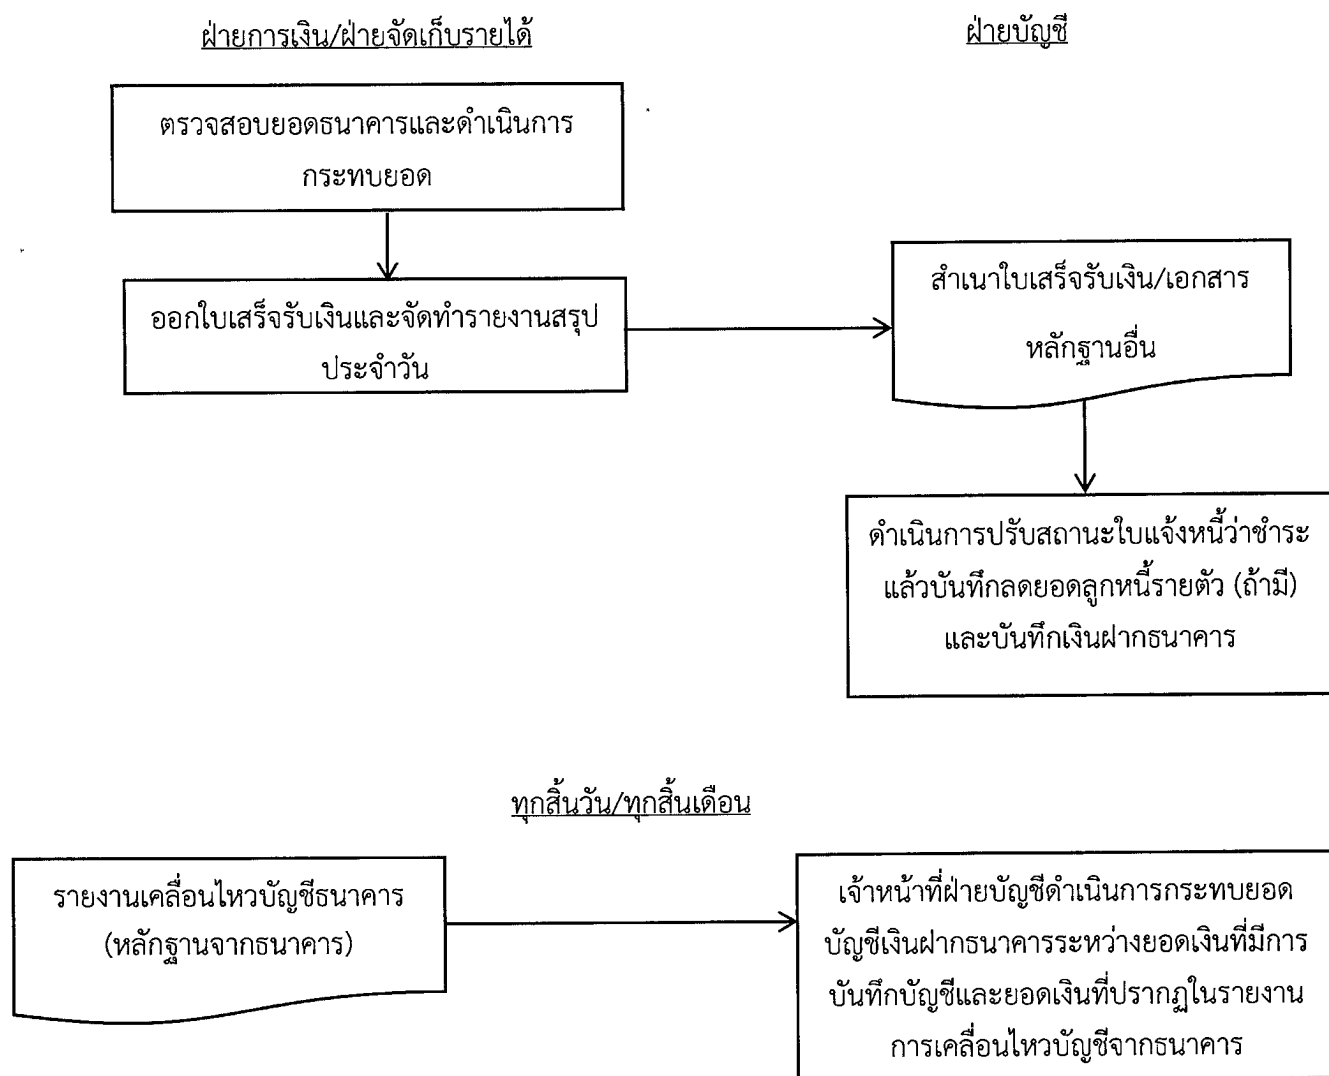 ฝ่ายการเงิน/ฝ่ายจัดเก็บรายได้
ฝ่ายบัญชี
ตรวจสอบยอดธนาคารและดำเนินการ
กระทบยอด
ออกใบเสร็จรับเงินและจัดทำรายงานสรุป
ประจำวัน
สำเนาใบเสร็จรับเงิน/เอกสาร
หลักฐานอื่น
ดำเนินการปรับสถานะใบแจ้งหนี้ว่าชำระ
แล้วบันทึกลดยอดลูกหนี้รายตัว (ถ้ามี)
และบันทึกเงินฝากธนาคาร
ทุกสิ้นวัน/ทุกสิ้นเดือน
รายงานเคลื่อนไหวบัญชีธนาคาร
(หลักฐานจากธนาคาร)
เจ้าหน้าที่ฝ่ายบัญชีดำเนินการกระทบยอด
บัญชีเงินฝากธนาคารระหว่างยอดเงินที่มีการ
บันทึกบัญชีและยอดเงินที่ปรากฏในรายงาน
การเคลื่อนไหวบัญชีจากธนาคาร